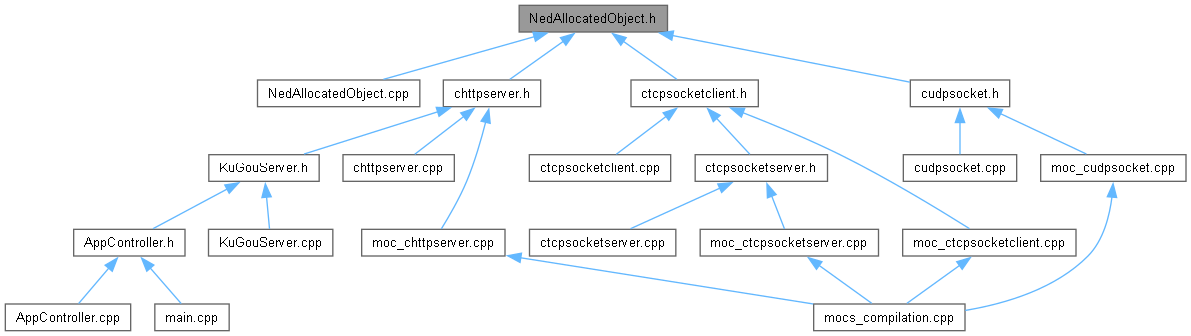 NedAllocatedObject.h
NedAllocatedObject.cpp
chttpserver.h
ctcpsocketclient.h
cudpsocket.h
KuGouServer.h
chttpserver.cpp
ctcpsocketclient.cpp
ctcpsocketserver.h
cudpsocket.cpp
moc_cudpsocket.cpp
AppController.h
KuGouServer.cpp
moc_chttpserver.cpp
ctcpsocketserver.cpp
moc_ctcpsocketserver.cpp
moc_ctcpsocketclient.cpp
AppController.cpp
main.cpp
mocs_compilation.cpp